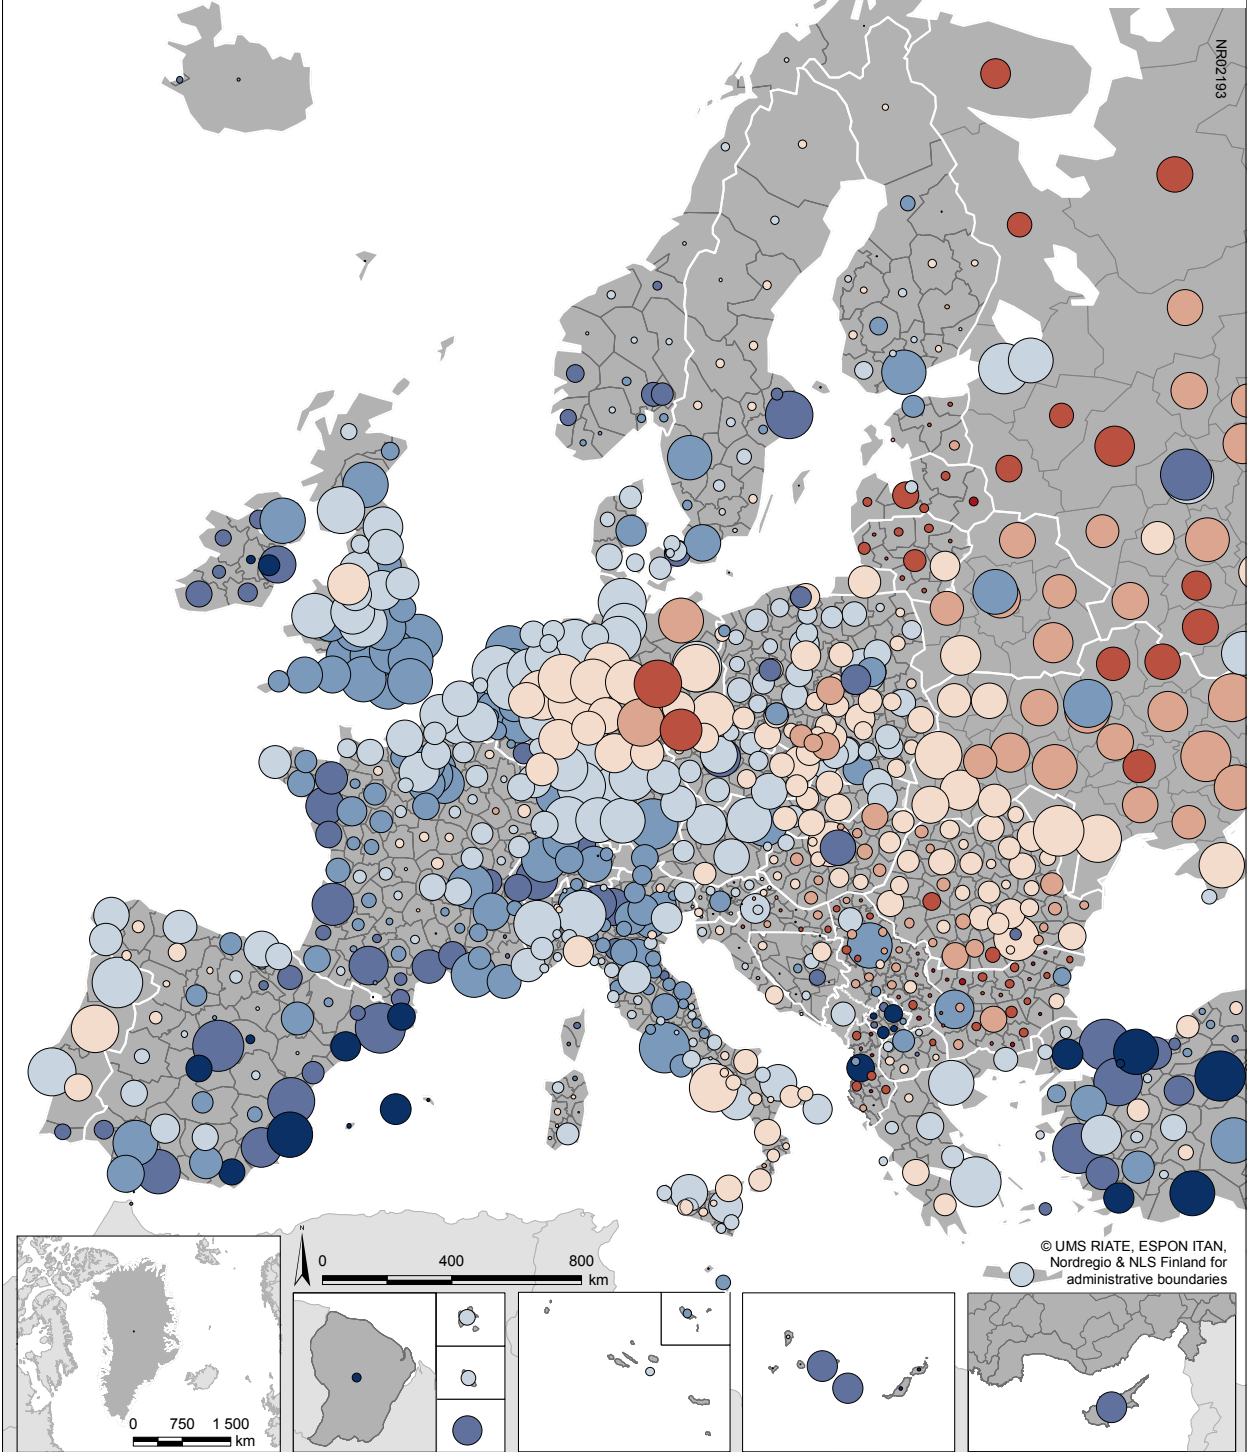 NR02193
© UMS RIATE, ESPON ITAN,
Nordregio & NLS Finland for
administrative boundaries
N
0 400 800
km
0 750 1 500
km